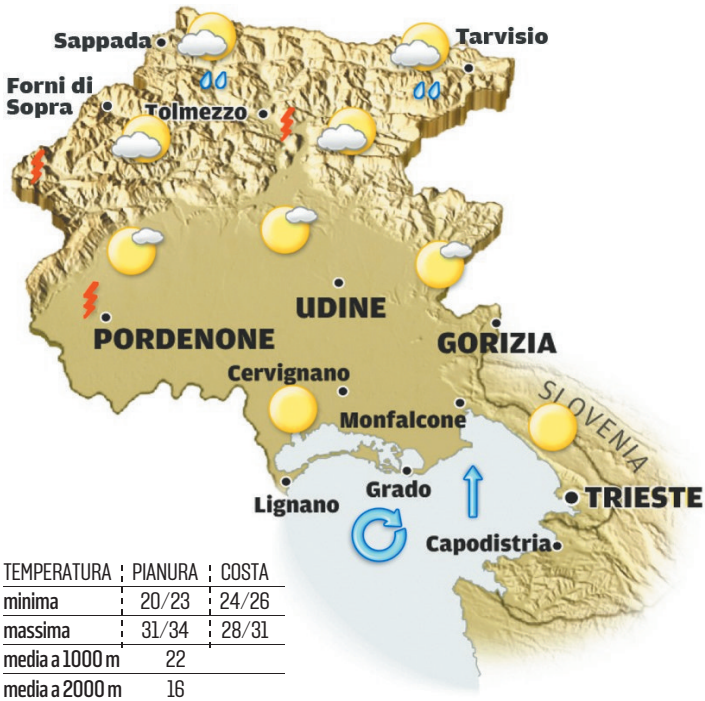 Sappada
Tarvisio
Forni di
Sopra
Tolmezzo
UDINE
PORDENONE
GORIZIA
Cervignano
SLOVENIA
Monfalcone
Grado
Lignano
TRIESTE
Capodistria
TEMPERATURA PIANURA COSTA
minima 20/23 24/26
massima 31/34 28/31
media a 1000 m 22
media a 2000 m 16